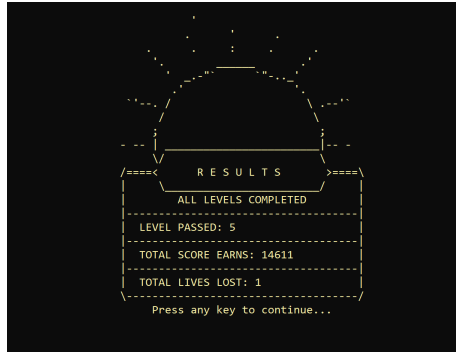 R E S U L T S
ALL LEVELS COMPLETED
LEVEL PASSED: 5
TOTAL SCORE EARNS: 14611
TOTAL LIVES LOST: 1
Press any key to continue...